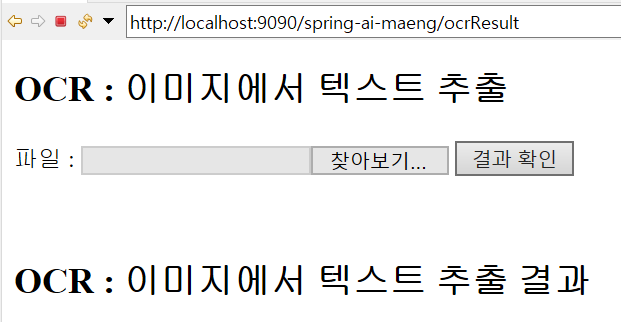 http://localhost:9090/spring-ai-maeng/ocrResult
OCR : 이미지에서 텍스트 추출
파일 : 찾아보기... 결과 확인
OCR : 이미지에서 텍스트 추출 결과